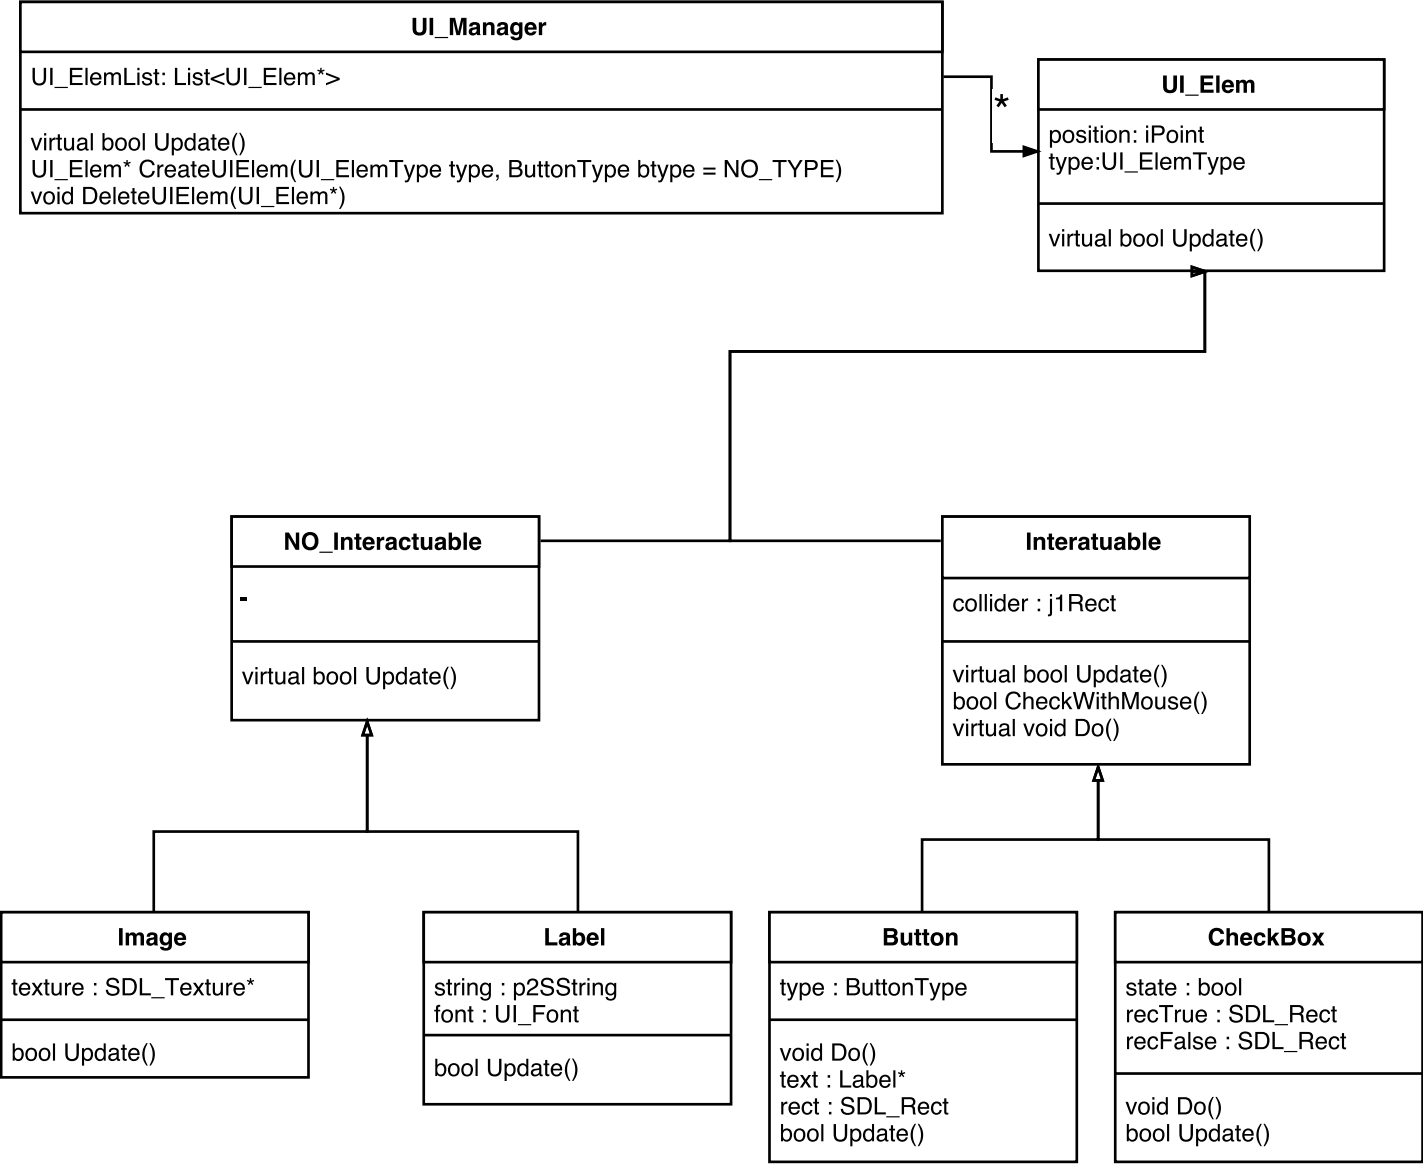 UI_Manager
UI_ElemList: List<UI_Elem*>
virtual bool Update()
UI_Elem* CreateUIElem(UI_ElemType type, ButtonType btype = NO_TYPE)
void DeleteUIElem(UI_Elem*)
*
UI_Elem
position: iPoint
type:UI_ElemType
virtual bool Update()
NO_Interactuable
-
virtual bool Update()
Interatuable
collider : j1Rect
virtual bool Update()
bool CheckWithMouse()
virtual void Do()
Image
texture : SDL_Texture*
bool Update()
Label
string : p2SString
font : UI_Font
bool Update()
Button
type : ButtonType
void Do()
text : Label*
rect : SDL_Rect
bool Update()
CheckBox
state : bool
recTrue : SDL_Rect
recFalse : SDL_Rect
void Do()
bool Update()